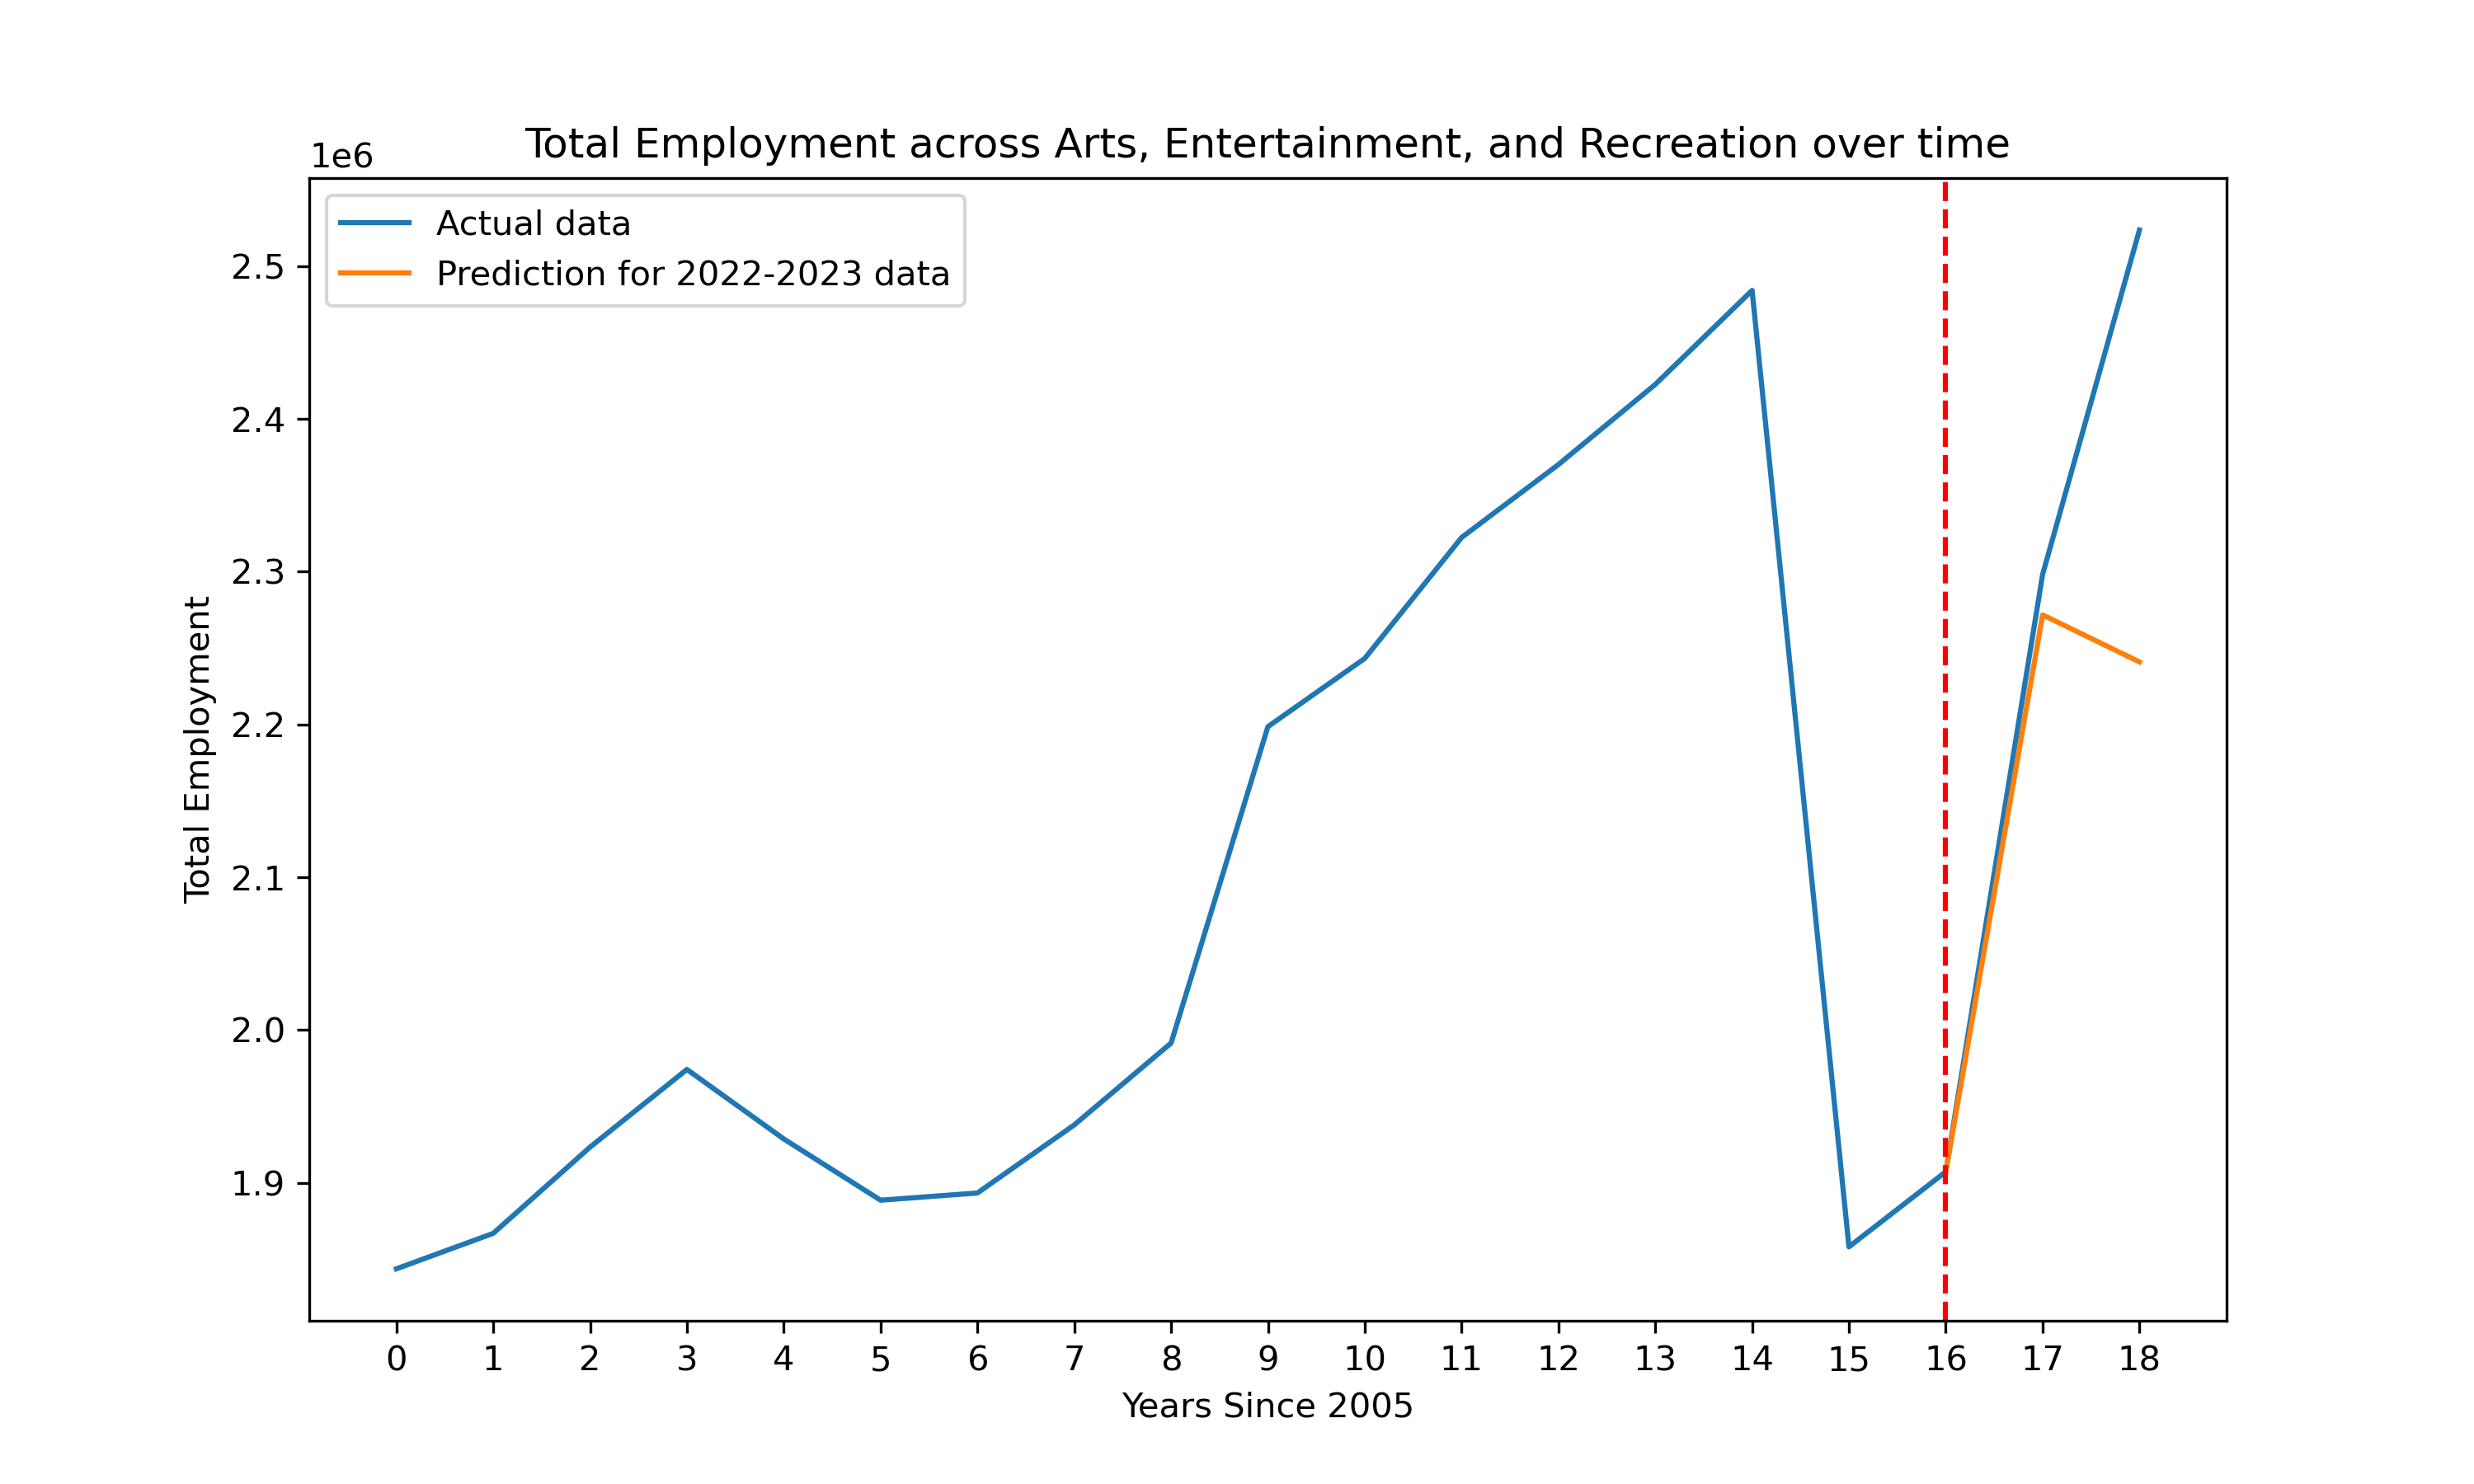 Total Employment across Arts, Entertainment, and Recreation over time
1e6
Actual data
Prediction for 2022-2023 data
2.5
2.4
2.3
2.2
2.1
2.0
1.9
Total Employment
0 1 2 3 4 5 6 7 8 9 10 11 12 13 14 15 16 17 18
Years Since 2005